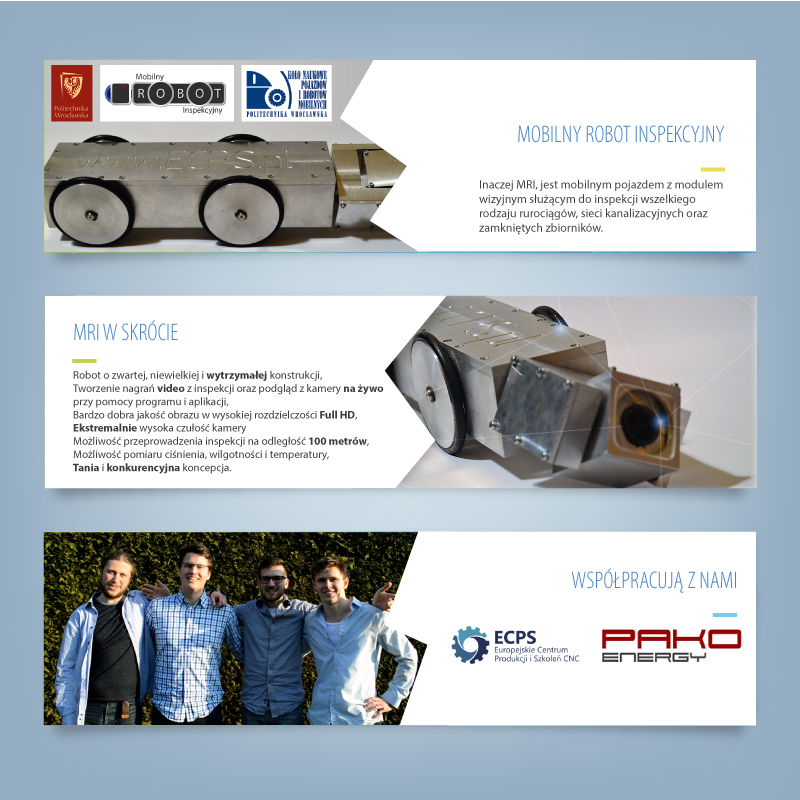 Politechnika
Wrocławska
Mobilny
ROBOT
Inspekcyjny
KOŁO NAUKOWE
POJAZDÓW
I ROBOTÓW
MOBILNYCH
POLITECHNIKA WROCŁAWSKA
www.ECPS.pl
MOBILNY ROBOT INSPEKCYJNY
Inaczej MRI, jest mobilnym pojazdem z modulem
wizyjnym służącym do inspekcji wszelkiego
rodzaju rurociągów, sieci kanalizacyjnych oraz
zamkniętych zbiorników.
MRI W SKRÓCIE
Robot o zwartej, niewielkiej i wytrzymałej konstrukcji,
Tworzenie nagrań video z inspekcji oraz podgląd z kamery na żywo
przy pomocy programu i aplikacji,
Bardzo dobra jakość obrazu w wysokiej rozdzielczości Full HD,
Ekstremalnie wysoka czułość kamery
Możliwość przeprowadzenia inspekcji na odległość 100 metrów,
Możliwość pomiaru ciśnienia, wilgotności i temperatury,
Tania i konkurencyjna koncepcja.
WSPÓŁPRACUJĄ Z NAMI
ECPS
Europejskie Centrum
Produkcji i Szkoleń CNC
PAKO
ENERGY